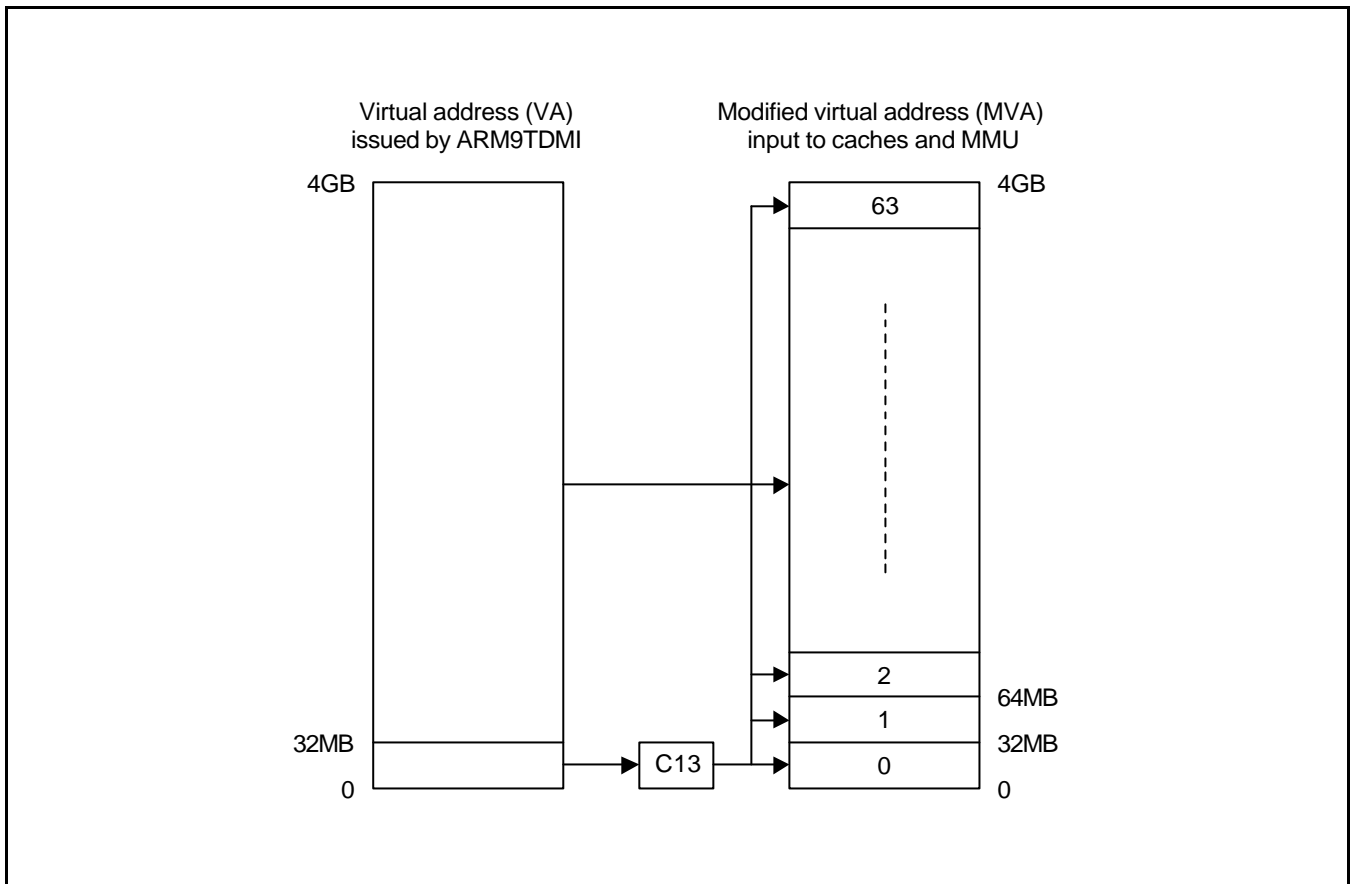 Virtual address (VA)
issued by ARM9TDMI
Modified virtual address (MVA)
input to caches and MMU
4GB
4GB
63
2
64MB
1
32MB
32MB
C13
0
0
0